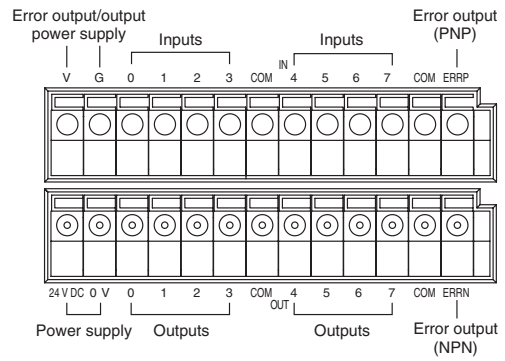 Error output/output
power supply
Inputs
Inputs
Error output
(PNP)
IN
V G 0 1 2 3 COM 4 5 6 7 COM ERRP
24 V DC 0 V 0 1 2 3 COM 4 5 6 7 COM ERRN
OUT
Power supply
Outputs
Outputs
Error output
(NPN)